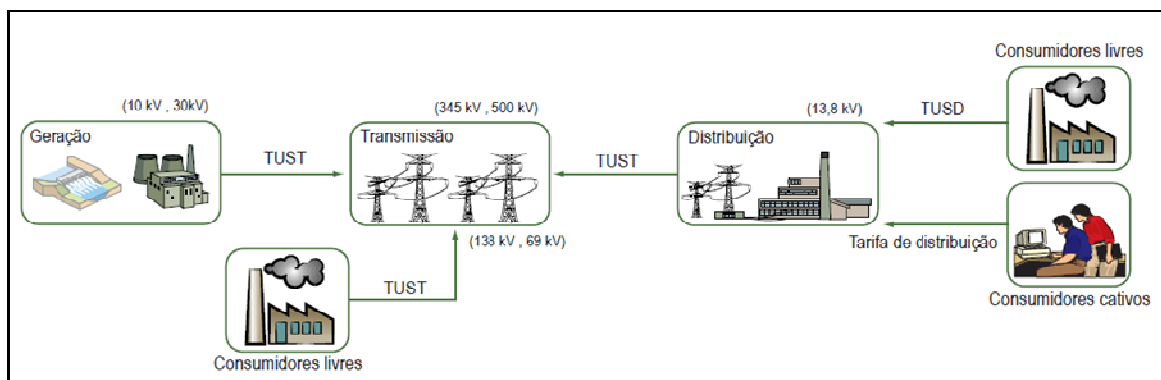 Consumidores livres
(10 kV , 30kV)
(345 kV , 500 kV)
(13,8 kV)
Geração
Transmissão
Distribuição
TUSD
TUST
TUST
(138 kV , 69 kV)
Tarifa de distribuição
TUST
Consumidores cativos
Consumidores livres